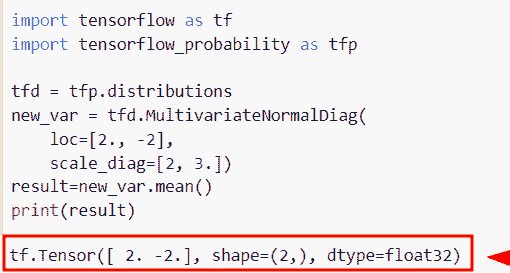 import tensorflow as tf
import tensorflow_probability as tfp
tfd = tfp.distributions
new_var = tfd.MultivariateNormalDiag(
    loc=[2., -2],
    scale_diag=[2, 3.])
result=new_var.mean()
print(result)
tf.Tensor([ 2. -2.], shape=(2,), dtype=float32)